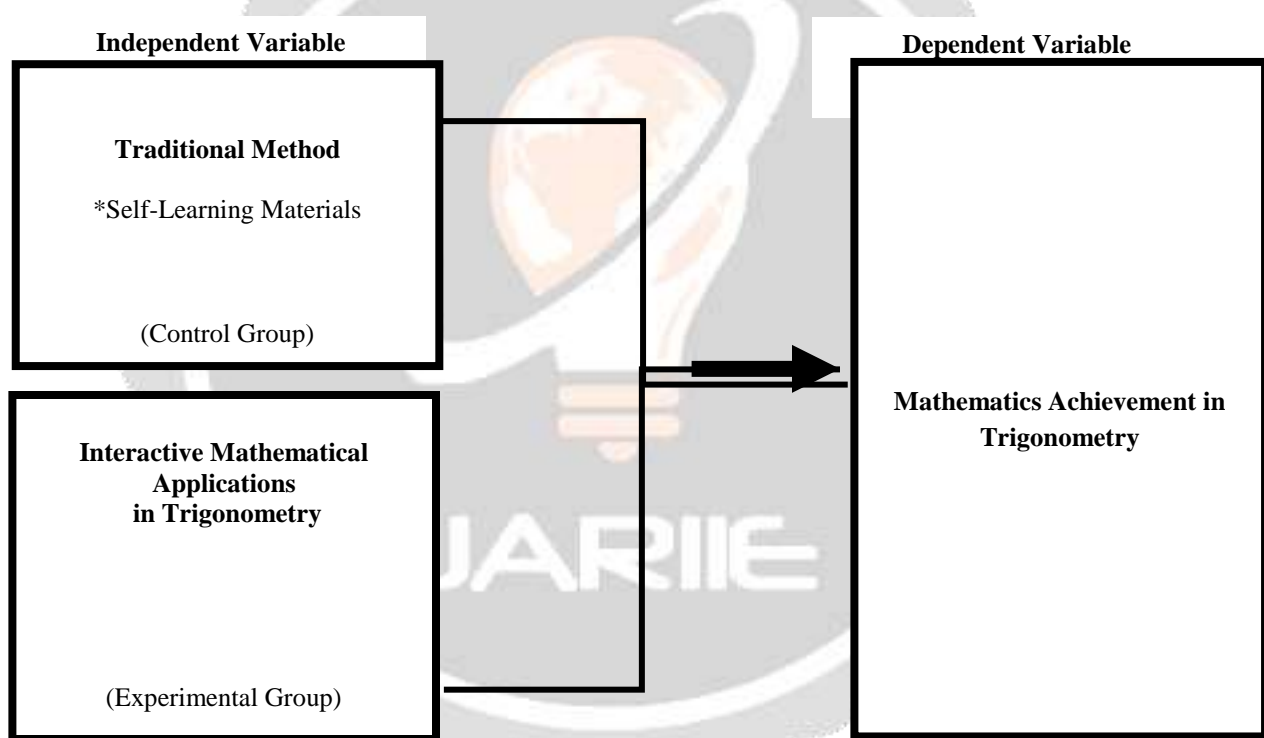 Independent Variable
Dependent Variable
Traditional Method
*Self-Learning Materials
(Control Group)
Interactive Mathematical
Applications
in Trigonometry
(Experimental Group)
Mathematics Achievement in
Trigonometry
IJARIIE